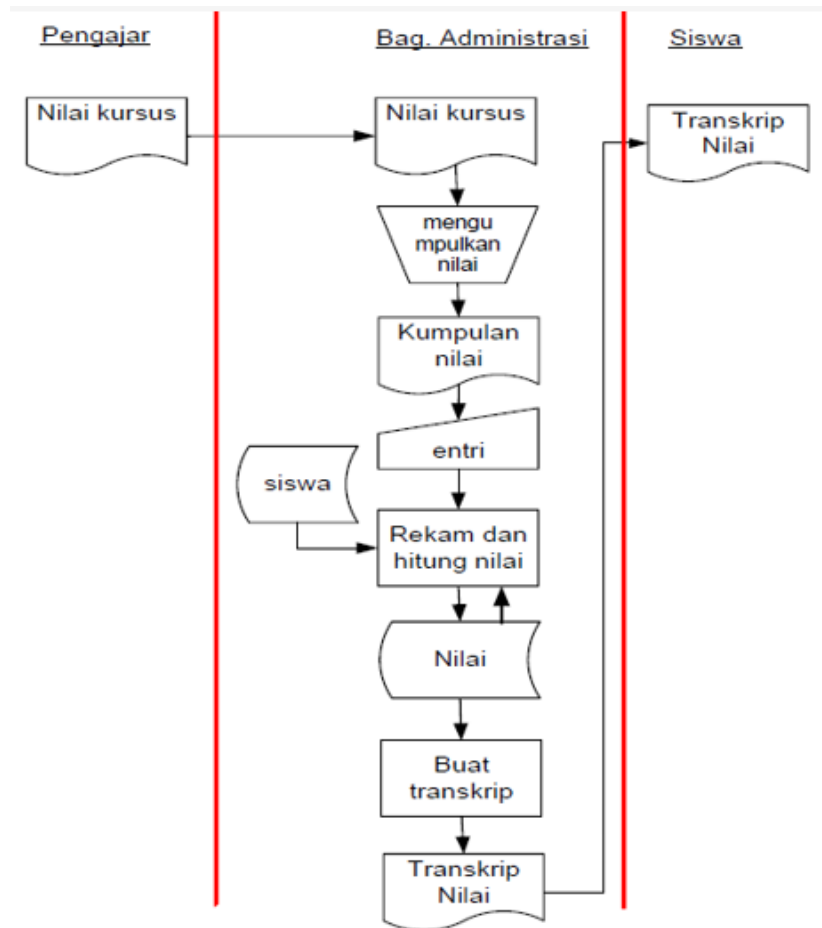 Pengajar
Bag. Administrasi
Siswa
Nilai kursus
Nilai kursus
Transkrip
Nilai
mengu
mpulkan
nilai
Kumpulan
nilai
entri
siswa
Rekam dan
hitung nilai
Nilai
Buat
transkrip
Transkrip
Nilai